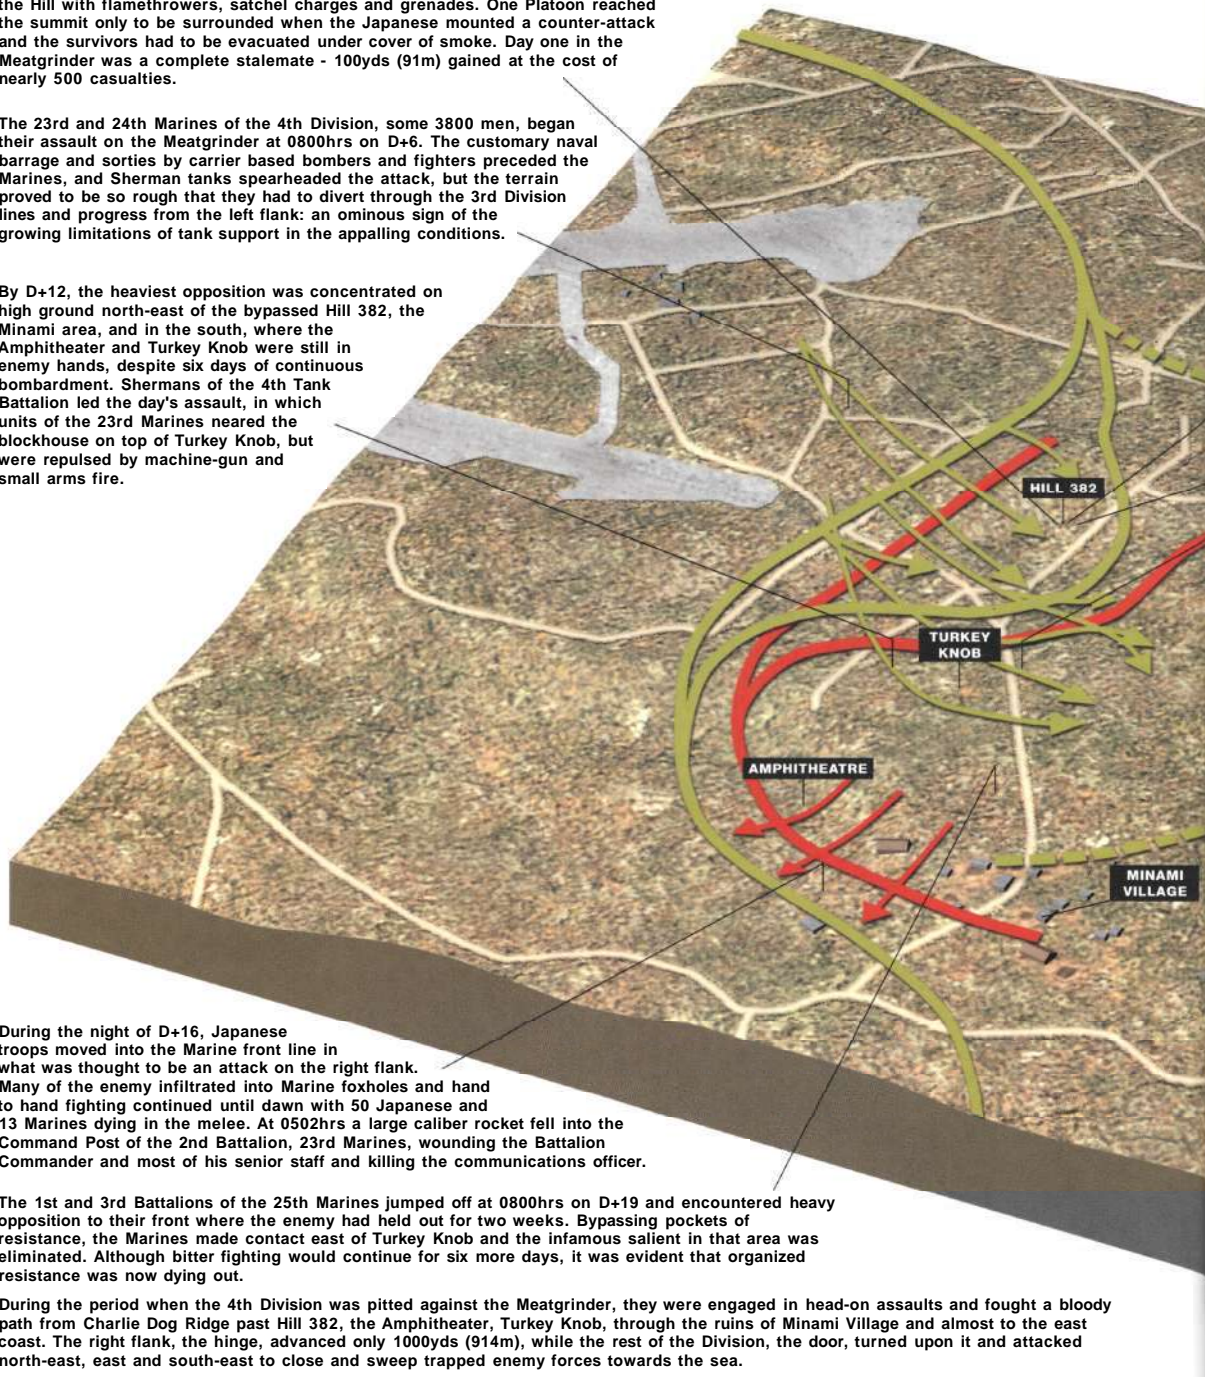 the Hill with flamethrowers, satchel charges and grenades. One Platoon reached
the summit only to be surrounded when the Japanese mounted a counter-attack
and the survivors had to be evacuated under cover of smoke. Day one in the
Meatgrinder was a complete stalemate - 100yds (91m) gained at the cost of
nearly 500 casualties.
The 23rd and 24th Marines of the 4th Division, some 3800 men, began
their assault on the Meatgrinder at 0800hrs on D+6. The customary naval
barrage and sorties by carrier based bombers and fighters preceded the
Marines, and Sherman tanks spearheaded the attack, but the terrain
proved to be so rough that they had to divert through the 3rd Division
lines and progress from the left flank: an ominous sign of the
growing limitations of tank support in the appalling conditions.
By D+12, the heaviest opposition was concentrated on
high ground north-east of the bypassed Hill 382, the
Minami area, and in the south, where the
Amphitheater and Turkey Knob were still in
enemy hands, despite six days of continuous
bombardment. Shermans of the 4th Tank
Battalion led the day's assault, in which
units of the 23rd Marines neared the
blockhouse on top of Turkey Knob, but
were repulsed by machine-gun and
small arms fire.
HILL 382
TURKEY
KNOB
AMPHITHEATRE
MINAMI
VILLAGE
During the night of D+16, Japanese
troops moved into the Marine front line in
what was thought to be an attack on the right flank.
Many of the enemy infiltrated into Marine foxholes and hand
to hand fighting continued until dawn with 50 Japanese and
13 Marines dying in the melee. At 0502hrs a large caliber rocket fell into the
Command Post of the 2nd Battalion, 23rd Marines, wounding the Battalion
Commander and most of his senior staff and killing the communications officer.
The 1st and 3rd Battalions of the 25th Marines jumped off at 0800hrs on D+19 and encountered heavy
opposition to their front where the enemy had held out for two weeks. Bypassing pockets of
resistance, the Marines made contact east of Turkey Knob and the infamous salient in that area was
eliminated. Although bitter fighting would continue for six more days, it was evident that organized
resistance was now dying out.
During the period when the 4th Division was pitted against the Meatgrinder, they were engaged in head-on assaults and fought a bloody
path from Charlie Dog Ridge past Hill 382, the Amphitheater, Turkey Knob, through the ruins of Minami Village and almost to the east
coast. The right flank, the hinge, advanced only 1000yds (914m), while the rest of the Division, the door, turned upon it and attacked
north-east, east and south-east to close and sweep trapped enemy forces towards the sea.